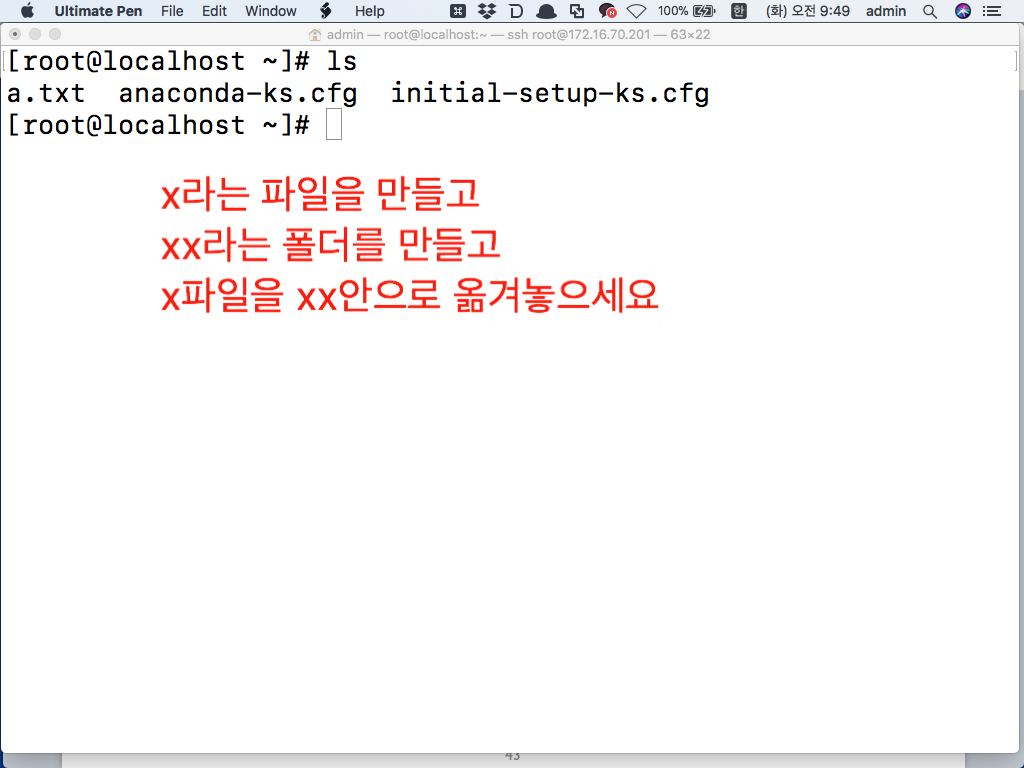 Ultimate Pen File Edit Window Help 100% 한 (화) 오전 9:49 admin
admin — root@localhost:~ — ssh root@172.16.70.201 — 63×22
[root@localhost ~]# ls
a.txt anaconda-ks.cfg initial-setup-ks.cfg
[root@localhost ~]#
x라는 파일을 만들고
xx라는 폴더를 만들고
x파일을 xx안으로 옮겨놓으세요
43